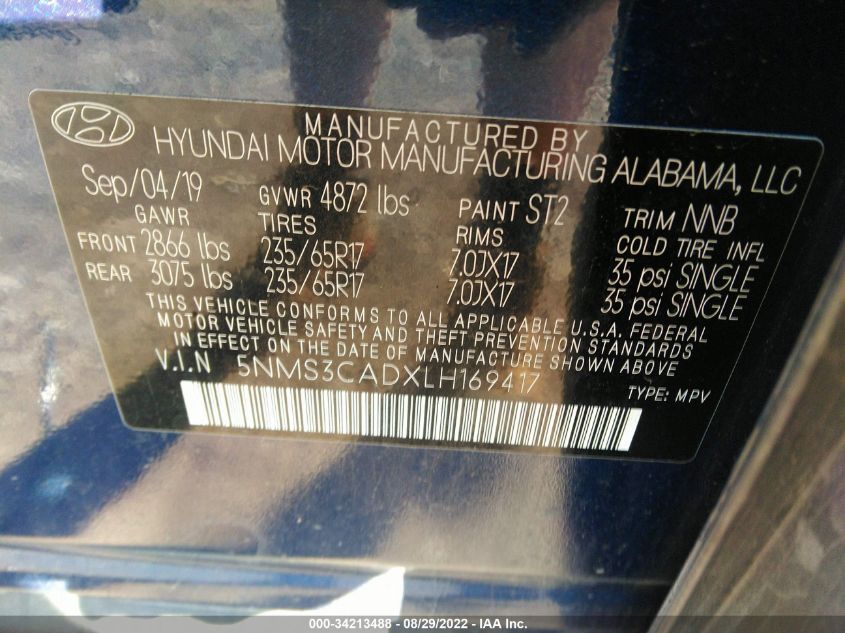 MANUFACTURED BY
HYUNDAI MOTOR MANUFACTURING ALABAMA, LLC
Sep/04/19 GVWR 4872 lbs PAINT ST2 TRIM NNB
GAWR TIRES RIMS COLD TIRE INFL
FRONT 2866 lbs 235/65R17 7.0JX17 35 psi SINGLE
REAR 3075 lbs 235/65R17 7.0JX17 35 psi SINGLE
THIS VEHICLE CONFORMS TO ALL APPLICABLE U.S.A. FEDERAL
MOTOR VEHICLE SAFETY AND THEFT PREVENTION STANDARDS
IN EFFECT ON THE DATE OF MANUFACTURE SHOWN ABOVE
V.I.N 5NMS3CADXLH169417
TYPE: MPV
000-34213488 - 08/29/2022 - IAA Inc.